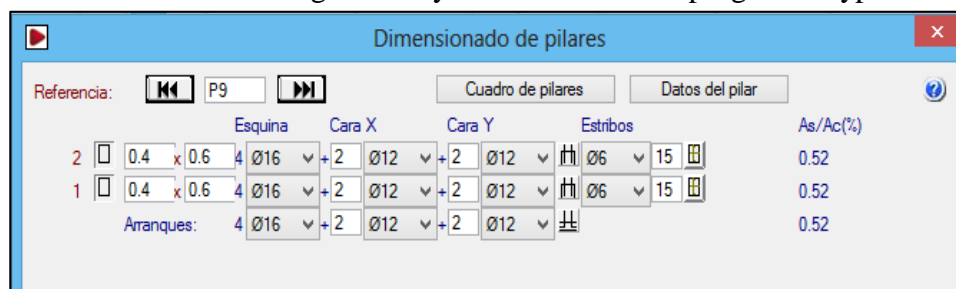 Dimensionado de pilares
Referencia: P9 Cuadro de pilares Datos del pilar
Esquina Cara X Cara Y Estribos As/Ac(%)
2 0.4 x 0.6 4 Ø16 + 2 Ø12 + 2 Ø12 Ø6 15 0.52
1 0.4 x 0.6 4 Ø16 + 2 Ø12 + 2 Ø12 Ø6 15 0.52
Arranques: 4 Ø16 + 2 Ø12 + 2 Ø12 0.52